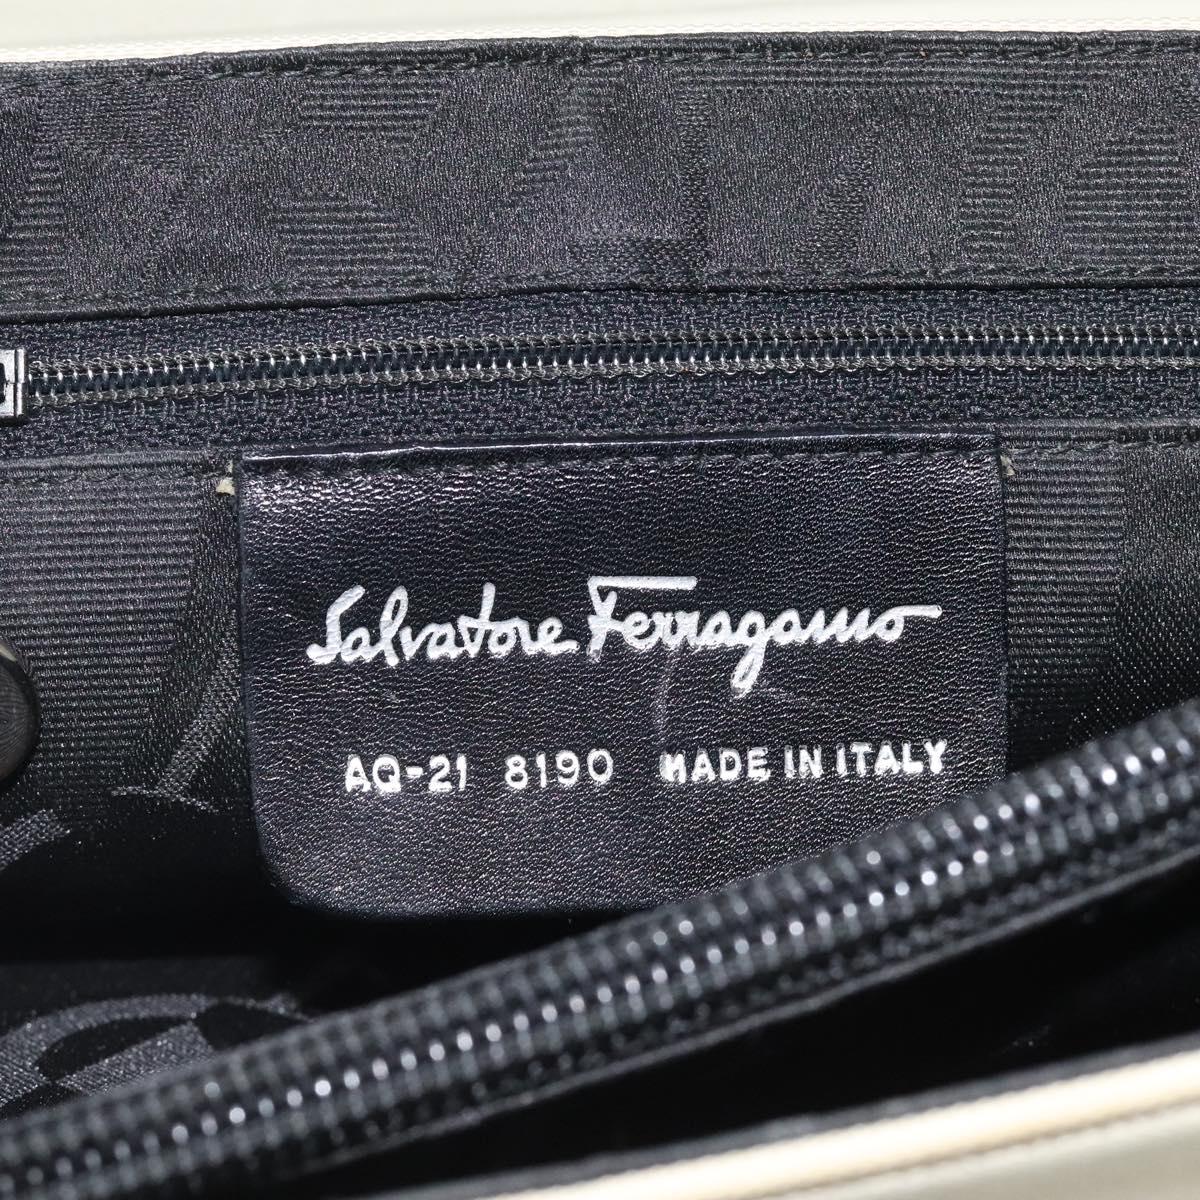 Salvatore Ferragamo
AQ-21 8190 MADE IN ITALY